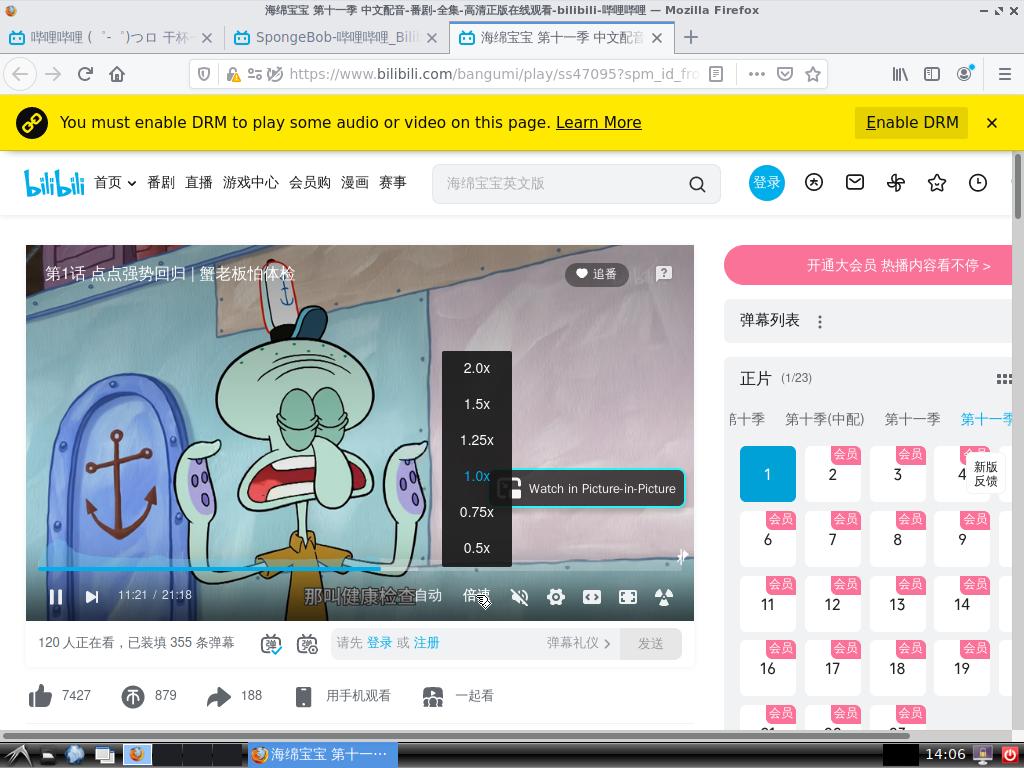 海绵宝宝 第十一季 中文配音-番剧-全集-高清正版在线观看-bilibili-哔哩哔哩 — Mozilla Firefox
哔哩哔哩 (゜-゜)つロ 干杯
SpongeBob-哔哩哔哩_Bili
海绵宝宝 第十一季 中文配音
https://www.bilibili.com/bangumi/play/ss47095?spm_id_fro
You must enable DRM to play some audio or video on this page. Learn More
Enable DRM
bilibili
首页
番剧
直播
游戏中心
会员购
漫画
赛事
海绵宝宝英文版
登录
第1话 点点强势回归 | 蟹老板怕体检
追番
开通大会员 热播内容看不停 >
弹幕列表
正片 (1/23)
第十季
第十季(中配)
第十一季
第十一季
2.0x
1.5x
1.25x
1.0x
0.75x
0.5x
Watch in Picture-in-Picture
1
会员
2
会员
3
会员
4
新版
反馈
会员
6
会员
7
会员
8
会员
9
会员
11
会员
12
会员
13
会员
14
会员
16
会员
17
会员
18
会员
19
会员
会员
会员
那叫健康检查
11:21 / 21:18
自动
倍速
120 人正在看，已装填 355 条弹幕
请先 登录 或 注册
弹幕礼仪
发送
7427
879
188
用手机观看
一起看
海绵宝宝 第十一···
14:06